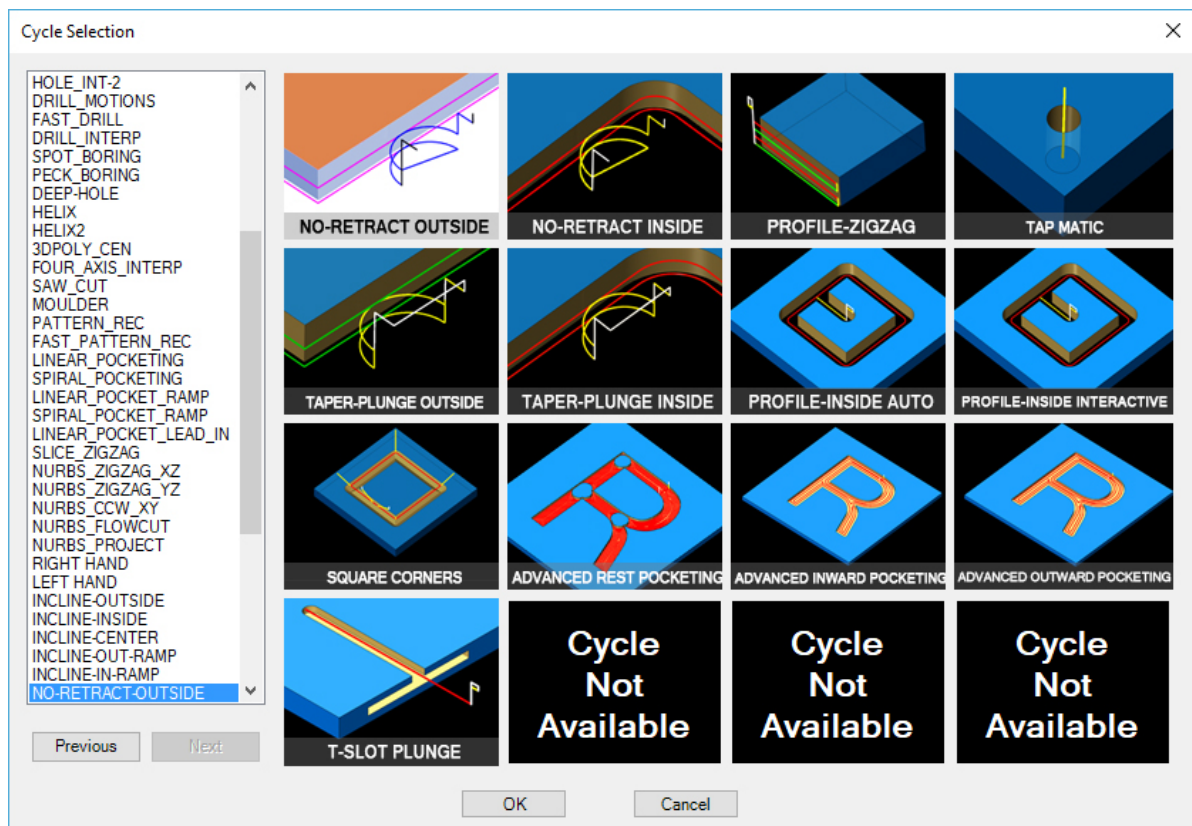 Cycle Selection
HOLE_INT-2
DRILL_MOTIONS
FAST_DRILL
DRILL_INTERP
SPOT_BORING
PECK_BORING
DEEP-HOLE
HELIX
HELIX2
3DPOLY_CEN
FOUR_AXIS_INTERP
SAW_CUT
MOULDER
PATTERN_REC
FAST_PATTERN_REC
LINEAR_POCKETING
SPIRAL_POCKETING
LINEAR_POCKET_RAMP
SPIRAL_POCKET_RAMP
LINEAR_POCKET_LEAD_IN
SLICE_ZIGZAG
NURBS_ZIGZAG_XZ
NURBS_ZIGZAG_YZ
NURBS_CCW_XY
NURBS_FLOWCUT
NURBS_PROJECT
RIGHT HAND
LEFT HAND
INCLINE-OUTSIDE
INCLINE-INSIDE
INCLINE-CENTER
INCLINE-OUT-RAMP
INCLINE-IN-RAMP
NO-RETRACT-OUTSIDE
Previous Next
NO-RETRACT OUTSIDE NO-RETRACT INSIDE PROFILE-ZIGZAG TAP MATIC
TAPER-PLUNGE OUTSIDE TAPER-PLUNGE INSIDE PROFILE-INSIDE AUTO PROFILE-INSIDE INTERACTIVE
SQUARE CORNERS ADVANCED REST POCKETING ADVANCED INWARD POCKETING ADVANCED OUTWARD POCKETING
T-SLOT PLUNGE
Cycle
Not
Available
Cycle
Not
Available
Cycle
Not
Available
OK Cancel